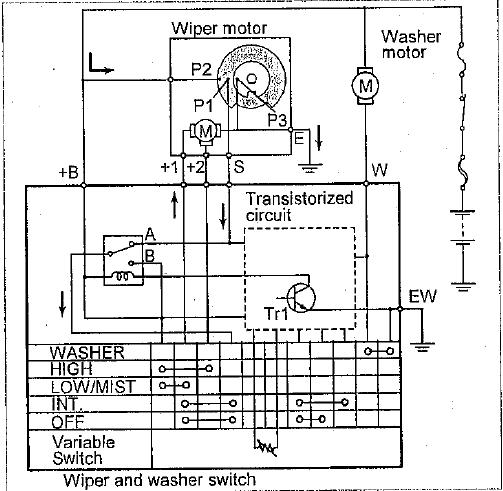 Wiper motor
Washer motor
P2
P1
P3
M
M
E
+B
+1
+2
S
W
Transistorized circuit
A
B
Tr1
EW
WASHER
HIGH
LOW/MIST
INT.
OFF
Variable Switch
Wiper and washer switch